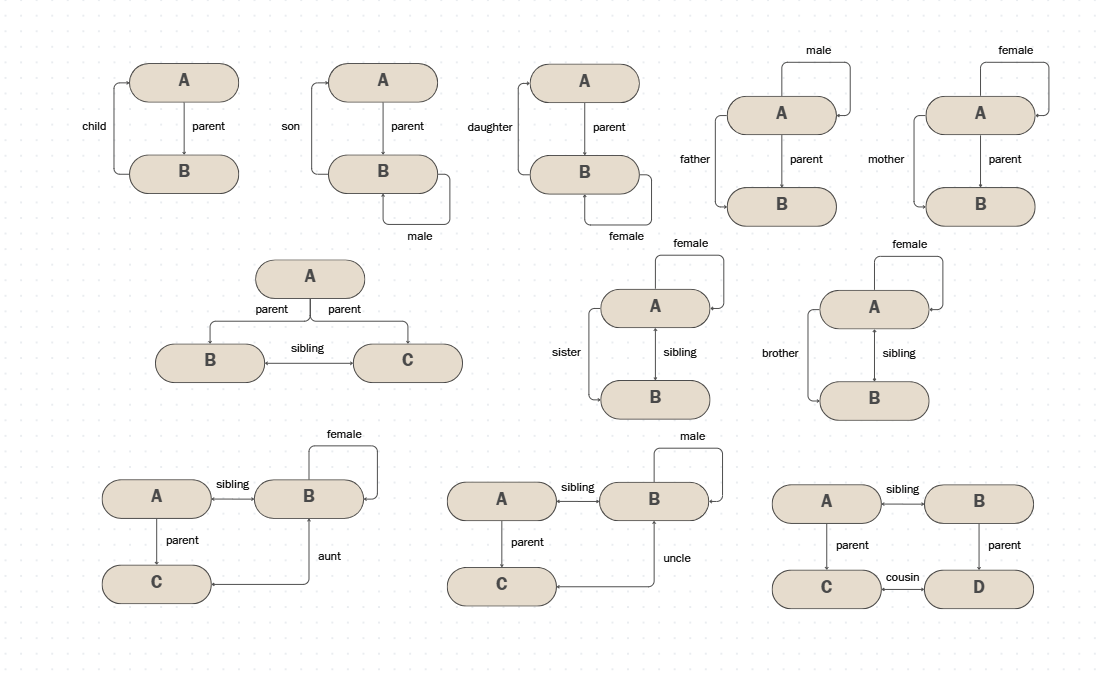 male
female
A
A
A
A
A
child
parent
son
parent
daughter
parent
father
parent
mother
parent
B
B
B
B
B
male
female
A
parent
parent
sibling
B
C
female
A
sister
sibling
B
female
A
brother
sibling
B
female
A
sibling
B
parent
aunt
C
male
A
sibling
B
parent
uncle
C
A
sibling
B
parent
parent
C
cousin
D